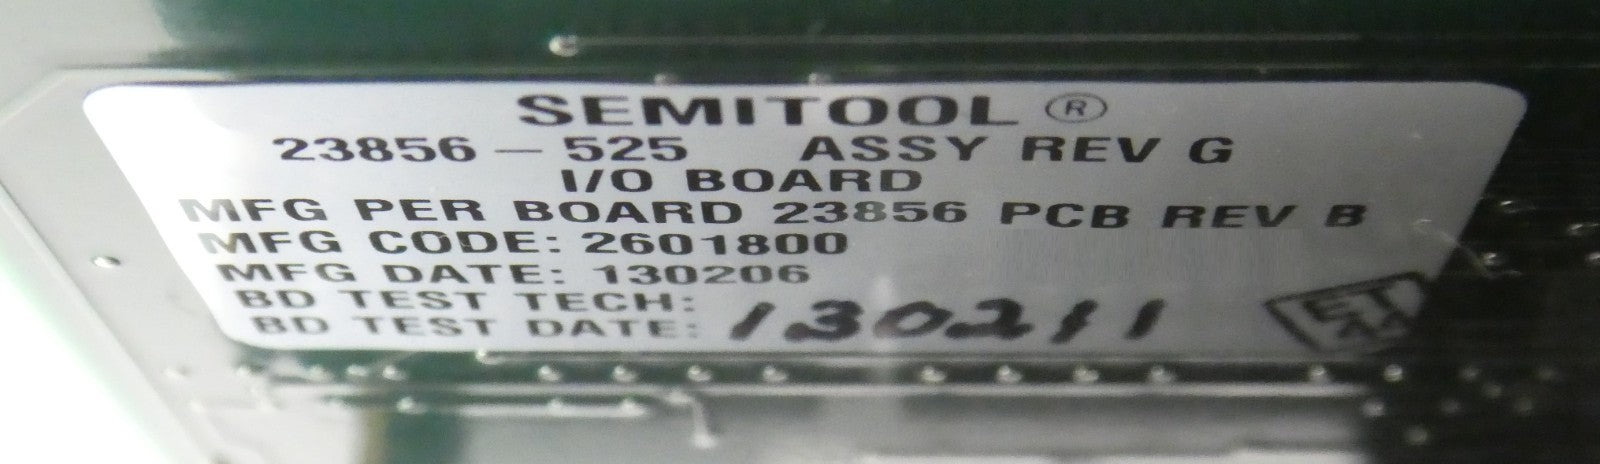 SEMITOOL ®
23856 - 525 ASSY REV G
I/O BOARD
MFG PER BOARD 23856 PCB REV B
MFG CODE: 2601800
MFG DATE: 130206
BD TEST TECH:
BD TEST DATE: 130211
ET